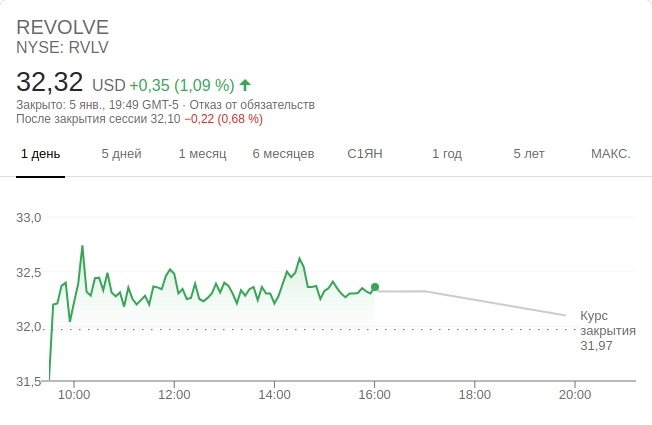 REVOLVE
NYSE: RVLV
32,32 USD +0,35 (1,09 %)
Закрыто: 5 янв., 19:49 GMT-5 · Отказ от обязательств
После закрытия сессии 32,10 −0,22 (0,68 %)
1 день 5 дней 1 месяц 6 месяцев С1ЯН 1 год 5 лет МАКС.
33,0
32,5
32,0
Курс
закрытия
31,97
31,5
10:00 12:00 14:00 16:00 18:00 20:00